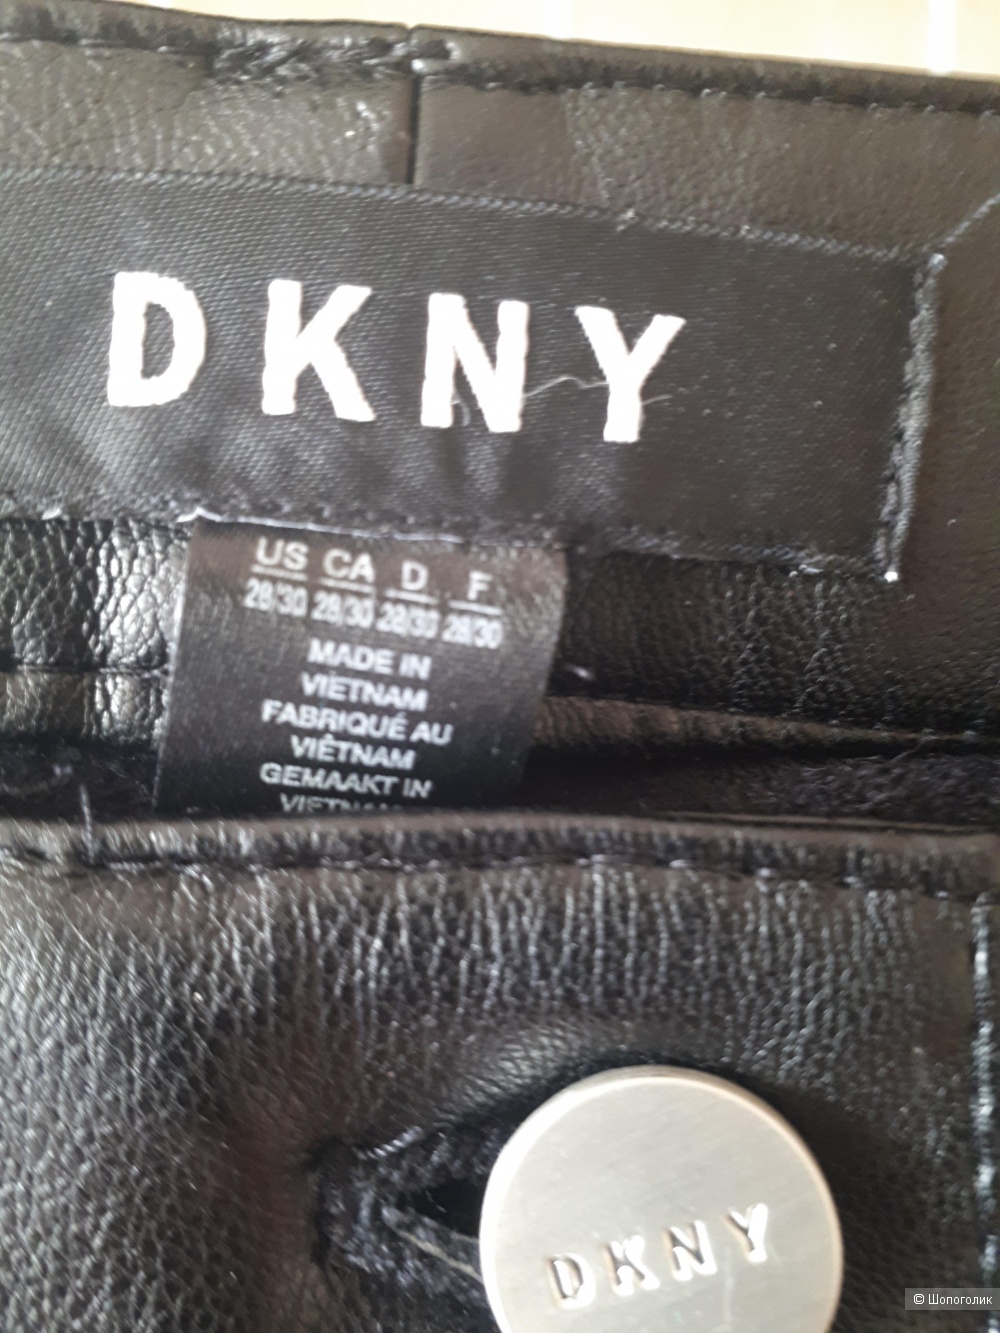 DKNY
US CA D F
28/30 28/30 28/30 28/30
MADE IN
VIETNAM
FABRIQUÉ AU
VIÊTNAM
GEMAAKT IN
VIETNAM
DKNY
© Шопоголик